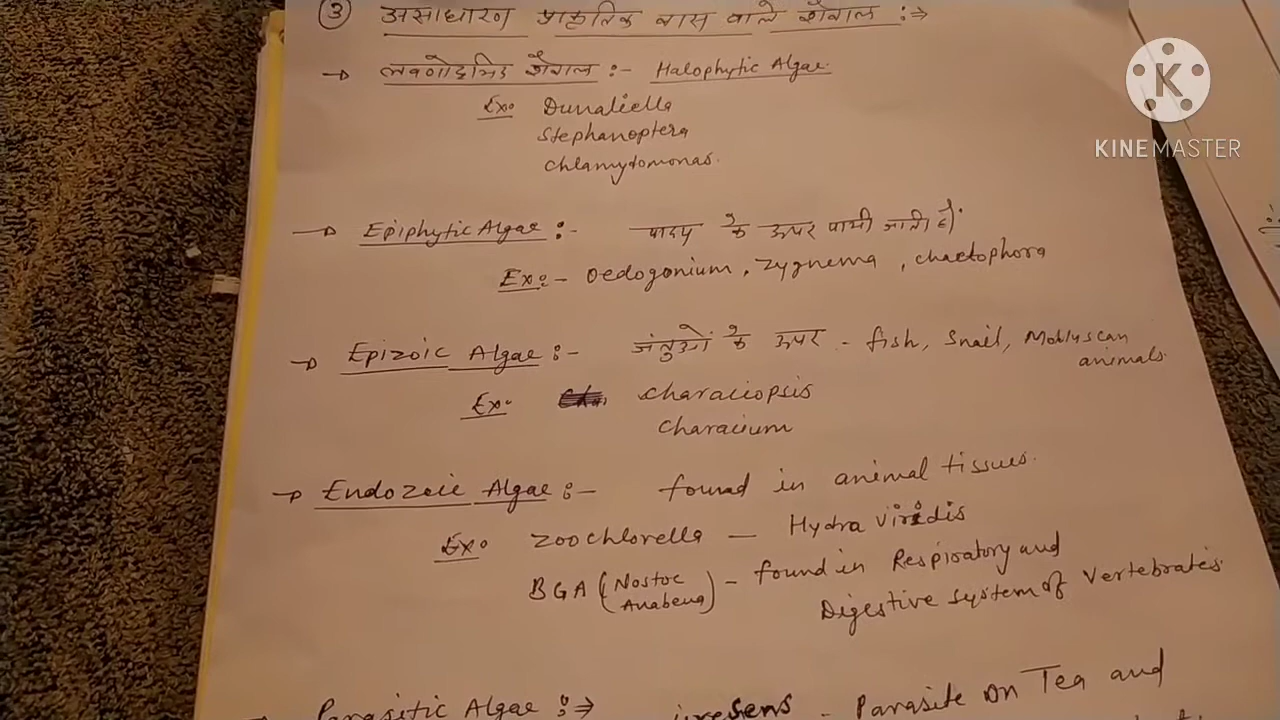 ③ असाधारण प्राकृतिक वास वाले शैवाल :⇒
→ लवणोद्भिद शैवाल :- Halophytic Algae.
Ex. Dunaliella
Stephanoptera
Chlamydomonas.
→ Epiphytic Algae :- पादप के ऊपर पायी जाती है.
Ex:- Oedogonium, Zygnema, Chaetophora
→ Epizoic Algae :- जंतुओं के ऊपर - fish, Snail, Molluscan
animals.
Ex. Characiopsis
Characium
→ Endozoic Algae :- found in animal tissues.
Ex. Zoochlorella — Hydra Viridis
BGA (Nostoc Anabena) - found in Respiratory and
Digestive system of Vertebrates.
→ Parasitic Algae :⇒ - Parasite on Tea and
K
KINEMASTER